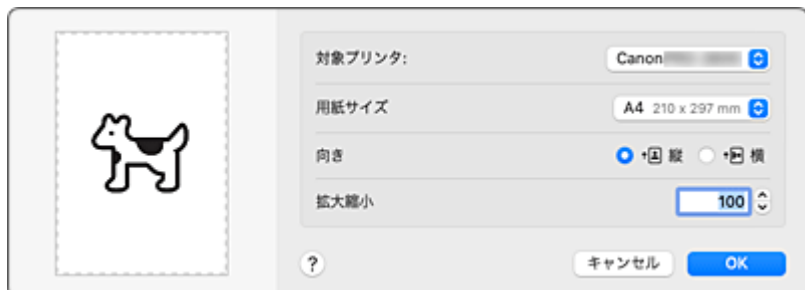 対象プリンタ: Canon
用紙サイズ A4 210 x 297 mm
向き 縦 横
拡大縮小 100
? キャンセル OK